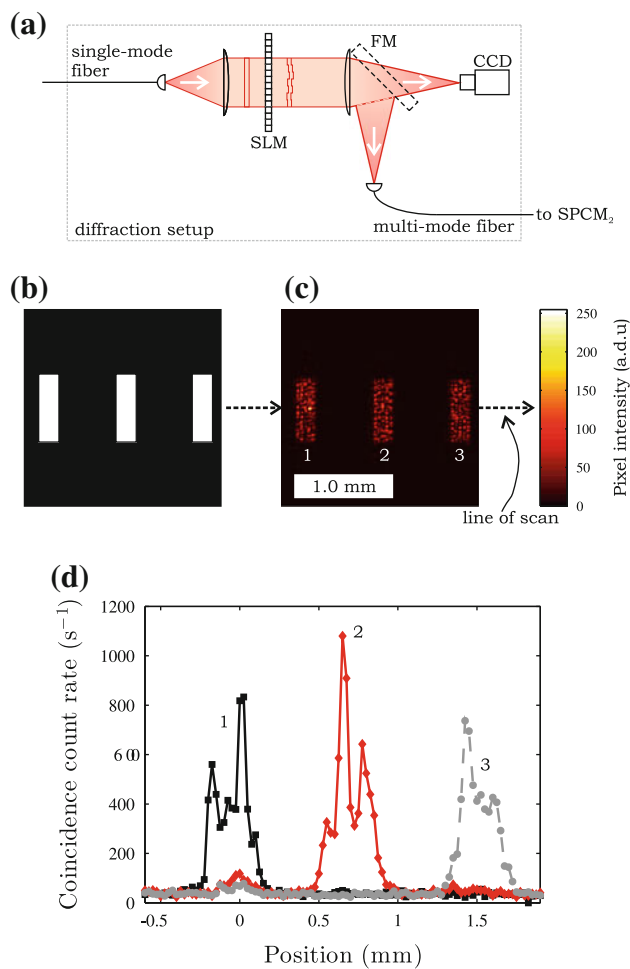 (a)
single-mode
fiber
SLM
FM
CCD
diffraction setup
multi-mode fiber
to SPCM₂
(b)
(c)
1
2
3
1.0 mm
line of scan
250
200
150
100
50
0
Pixel intensity (a.d.u)
(d)
1200
1000
800
6 0
400
200
0
Coincidence count rate (s⁻¹)
1
2
3
-0.5
0
0.5
1
1.5
Position (mm)